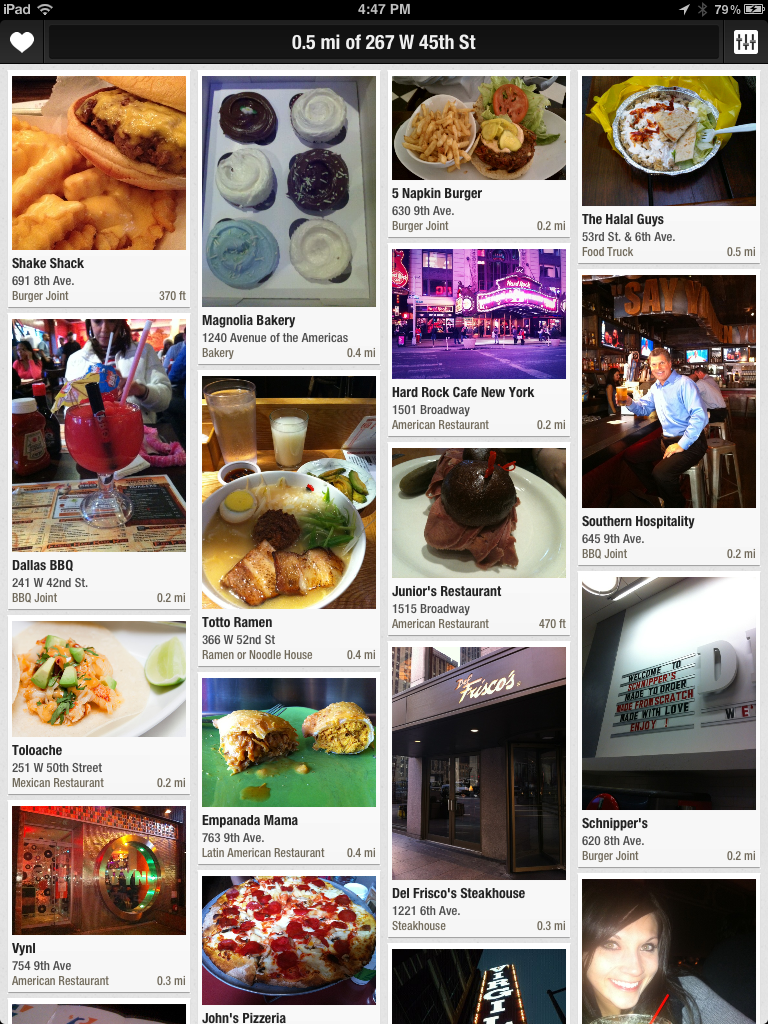 iPad
4:47 PM
79%
0.5 mi of 267 W 45th St
Shake Shack
691 8th Ave.
Burger Joint
370 ft
Dallas BBQ
241 W 42nd St.
BBQ Joint
0.2 mi
Toloache
251 W 50th Street
Mexican Restaurant
0.2 mi
Vynl
754 9th Ave
American Restaurant
0.3 mi
Magnolia Bakery
1240 Avenue of the Americas
Bakery
0.4 mi
Totto Ramen
366 W 52nd St
Ramen or Noodle House
0.4 mi
Empanada Mama
763 9th Ave.
Latin American Restaurant
0.4 mi
John's Pizzeria
5 Napkin Burger
630 9th Ave.
Burger Joint
0.2 mi
Hard Rock
Hard Rock Cafe New York
1501 Broadway
American Restaurant
0.2 mi
Junior's Restaurant
1515 Broadway
American Restaurant
470 ft
Del Frisco's
Del Frisco's Steakhouse
1221 6th Ave.
Steakhouse
0.3 mi
VIRGIL
The Halal Guys
53rd St. & 6th Ave.
Food Truck
0.5 mi
"SAY
Southern Hospitality
645 9th Ave.
BBQ Joint
0.2 mi
WELCOME TO
SCHNIPPER'S
MADE TO ORDER
MADE FROM SCRATCH
MADE WITH LOVE
ENJOY !
D
WE'
Schnipper's
620 8th Ave.
Burger Joint
0.2 mi